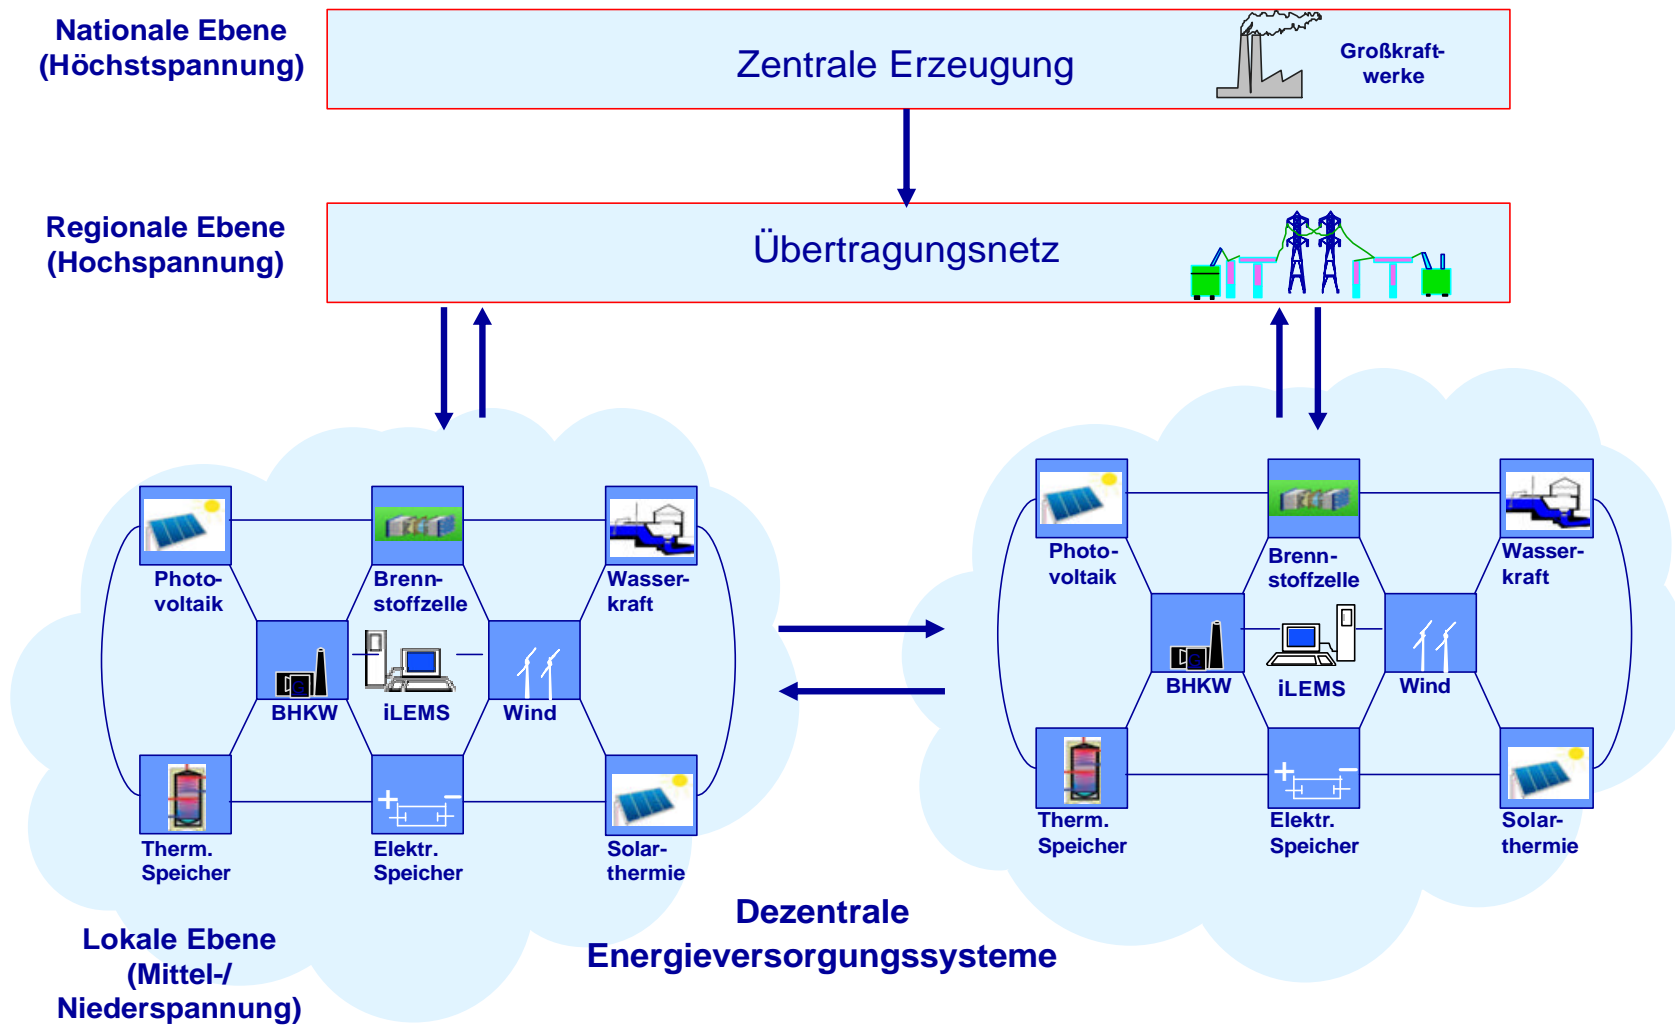 Nationale Ebene
(Höchstspannung)
Zentrale Erzeugung
Großkraft-
werke
Regionale Ebene
(Hochspannung)
Übertragungsnetz
Photo-
voltaik
Brenn-
stoffzelle
Wasser-
kraft
G
BHKW
iLEMS
Wind
+ −
Therm.
Speicher
Elektr.
Speicher
Solar-
thermie
Photo-
voltaik
Brenn-
stoffzelle
Wasser-
kraft
G
BHKW
iLEMS
Wind
+ −
Therm.
Speicher
Elektr.
Speicher
Solar-
thermie
Dezentrale
Energieversorgungssysteme
Lokale Ebene
(Mittel-/
Niederspannung)